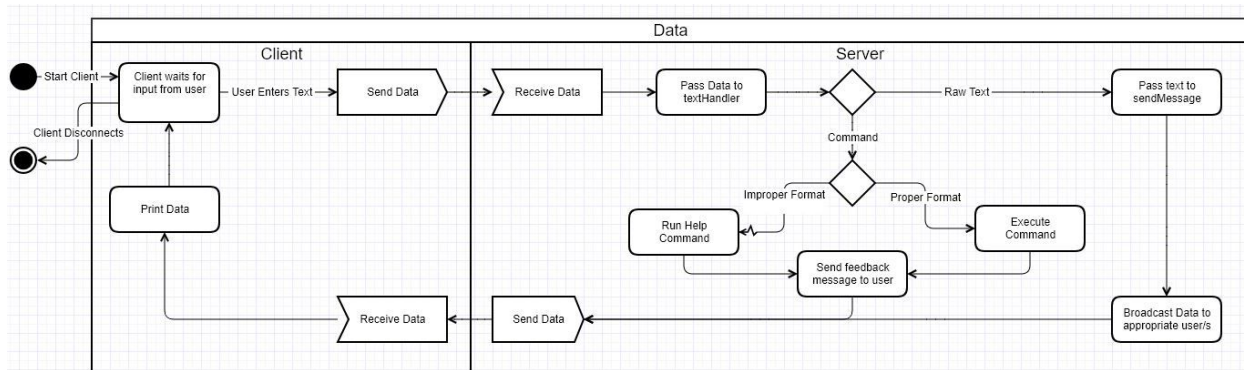 Data
Client
Server
Start Client
Client waits for
input from user
User Enters Text
Send Data
Receive Data
Pass Data to
textHandler
Raw Text
Pass text to
sendMessage
Client Disconnects
Command
Print Data
Improper Format
Proper Format
Run Help
Command
Execute
Command
Send feedback
message to user
Receive Data
Send Data
Broadcast Data to
appropriate user/s